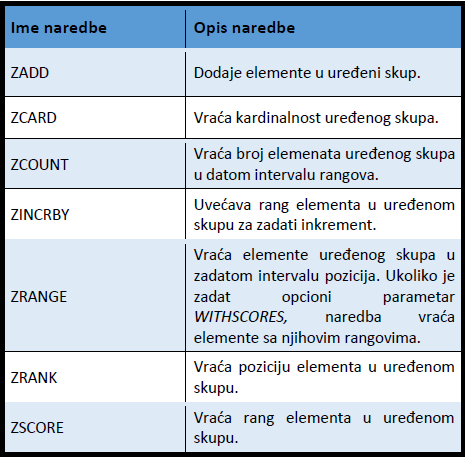 Ime naredbe Opis naredbe
ZADD Dodaje elemente u uređeni skup.
ZCARD Vraća kardinalnost uređenog skupa.
ZCOUNT Vraća broj elemenata uređenog skupa
u datom intervalu rangova.
ZINCRBY Uvećava rang elementa u uređenom
skupu za zadati inkrement.
ZRANGE Vraća elemente uređenog skupa u
zadatom intervalu pozicija. Ukoliko je
zadat opcioni parametar
WITHSCORES, naredba vraća
elemente sa njihovim rangovima.
ZRANK Vraća poziciju elementa u uređenom
skupu.
ZSCORE Vraća rang elementa u uređenom
skupu.